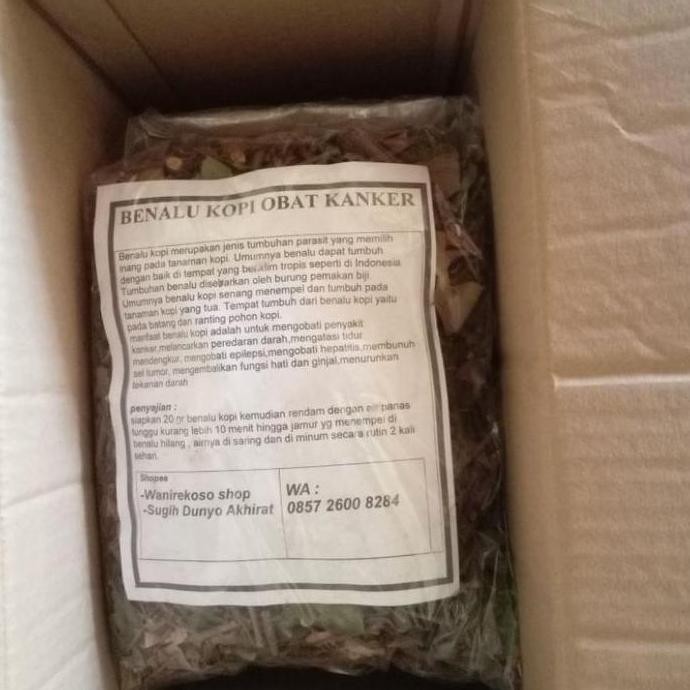 BENALU KOPI OBAT KANKER
Benalu kopi merupakan jenis tumbuhan parasit yang memilih
inang pada tanaman kopi. Umumnya benalu dapat tumbuh
dengan baik di tempat yang beriklim tropis seperti di Indonesia
Tumbuhan benalu disebarkan oleh burung pemakan biji.
Umumnya benalu kopi senang menempel dan tumbuh pada
tanaman kopi yang tua. Tempat tumbuh dari benalu kopi yaitu
pada batang dan ranting pohon kopi.
manfaat benalu kopi adalah untuk mengobati penyakit
kanker,melancarkan peredaran darah,mengatasi tidur
mendengkur, mengobati epilepsi,mengobati hepatitis,membunuh
sel tumor, mengembalikan fungsi hati dan ginjal,menurunkan
tekanan darah
penyajian :
siapkan 20 gr benalu kopi kemudian rendam dengan air panas
tunggu kurang lebih 10 menit hingga jamur yg menempel di
benalu hilang , airnya di saring dan di minum secara rutin 2 kali
sehari.
Shopee
-Wanirekoso shop
-Sugih Dunyo Akhirat
WA :
0857 2600 8284